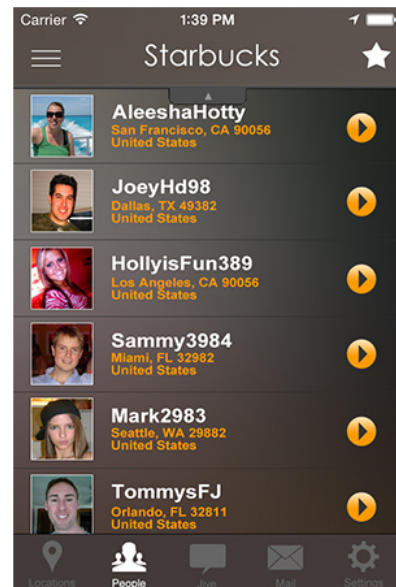 Carrier 1:39 PM
Starbucks
AleeshaHotty
San Francisco, CA 90056
United States
JoeyHd98
Dallas, TX 49382
United States
HollyisFun389
Los Angeles, CA 90056
United States
Sammy3984
Miami, FL 32982
United States
Mark2983
Seattle, WA 29882
United States
TommysFJ
Orlando, FL 32811
United States
Locations People Jive Mail Settings